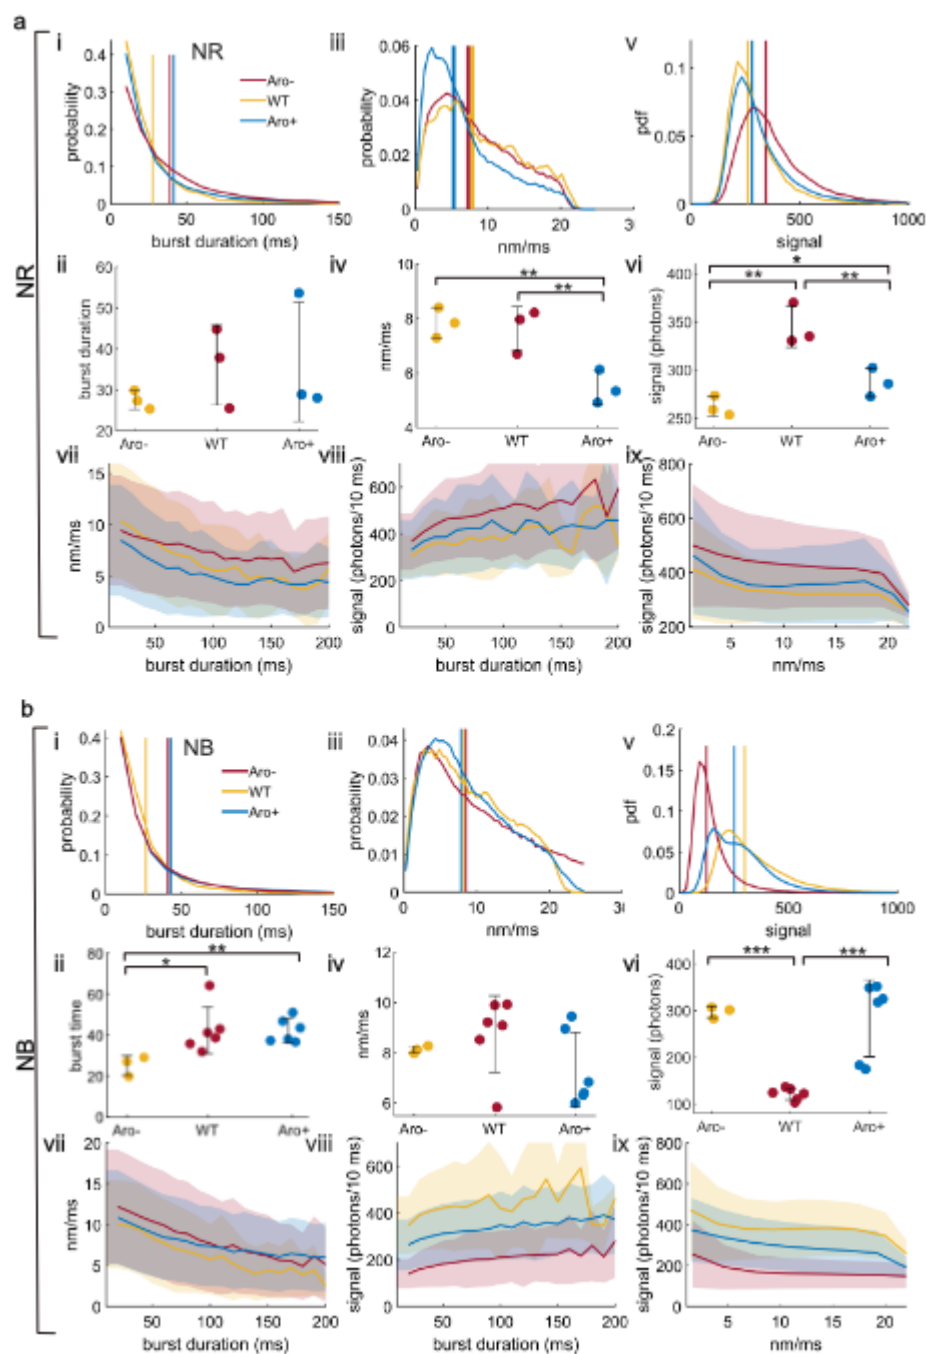 a
NR
i
NR
probability
0.4
0.3
0.2
0.1
0
0
50
100
150
burst duration (ms)
Aro-
WT
Aro+
iii
probability
0.06
0.04
0.02
0
0
10
20
30
nm/ms
v
pdf
0.1
0.05
0
0
500
1000
signal
ii
burst duration
60
50
40
30
20
Aro-
WT
Aro+
iv
nm/ms
10
8
6
4
**
**
Aro-
WT
Aro+
vi
signal (photons)
400
350
300
250
*
**
**
Aro-
WT
Aro+
vii
nm/ms
15
10
5
0
50
100
150
200
burst duration (ms)
viii
signal (photons/10 ms)
600
400
200
0
50
100
150
200
burst duration (ms)
ix
signal (photons/10 ms)
800
600
400
200
5
10
15
20
nm/ms
b
NB
i
NB
probability
0.4
0.3
0.2
0.1
0
0
50
100
150
burst duration (ms)
Aro-
WT
Aro+
iii
probability
0.04
0.03
0.02
0.01
0
0
10
20
nm/ms
v
pdf
0.2
0.15
0.1
0.05
0
0
500
1000
signal
ii
burst time
80
60
40
20
0
*
**
Aro-
WT
Aro+
iv
nm/ms
12
10
8
6
Aro-
WT
Aro+
vi
signal (photons)
400
300
200
100
***
***
Aro-
WT
Aro+
vii
nm/ms
20
15
10
5
0
50
100
150
200
burst duration (ms)
viii
signal (photons/10 ms)
600
400
200
0
50
100
150
200
burst duration (ms)
ix
signal (photons/10 ms)
800
600
400
200
0
5
10
15
20
nm/ms